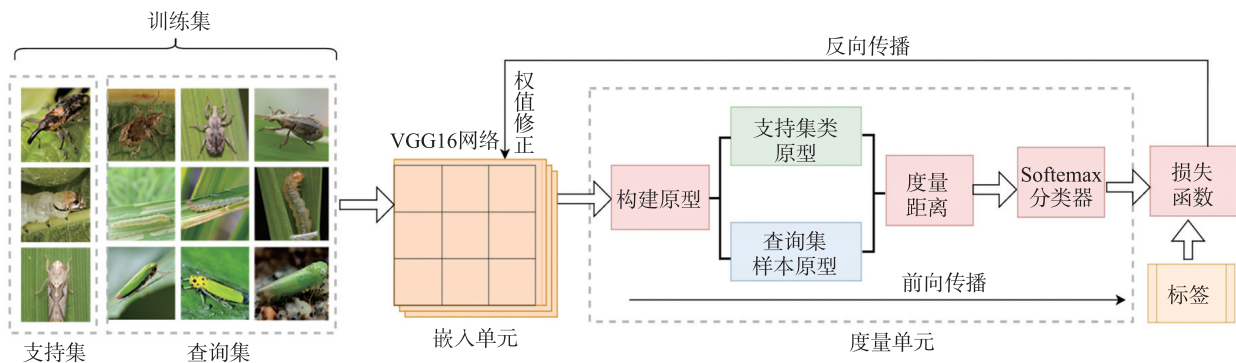 训练集
反向传播
权值修正
VGG16网络
支持集类
原型
构建原型
度量
距离
Softemax
分类器
损失
函数
查询集
样本原型
前向传播
标签
支持集
查询集
嵌入单元
度量单元